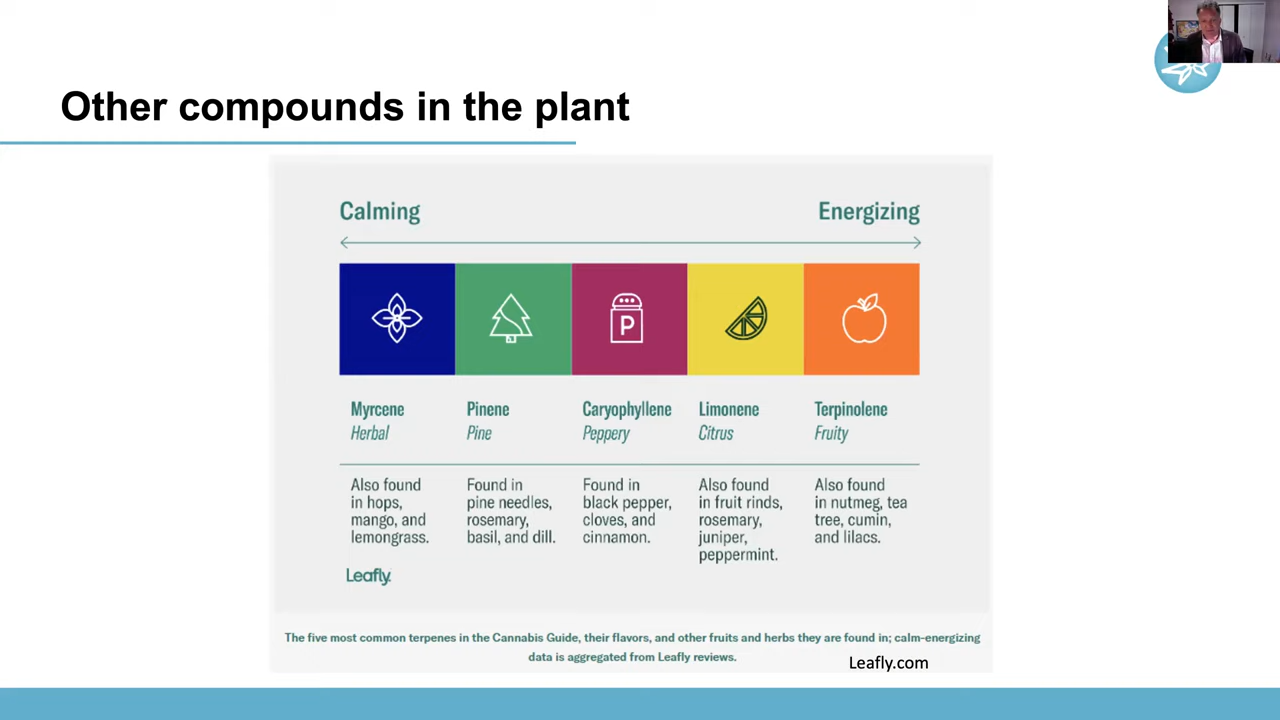 Other compounds in the plant
Calming
Energizing
P
Myrcene
Herbal
Pinene
Pine
Caryophyllene
Peppery
Limonene
Citrus
Terpinolene
Fruity
Also found
in hops,
mango, and
lemongrass.
Found in
pine needles,
rosemary,
basil, and dill.
Found in
black pepper,
cloves, and
cinnamon.
Also found
in fruit rinds,
rosemary,
juniper,
peppermint.
Also found
in nutmeg, tea
tree, cumin,
and lilacs.
Leafly
The five most common terpenes in the Cannabis Guide, their flavors, and other fruits and herbs they are found in; calm-energizing
data is aggregated from Leafly reviews.
Leafly.com